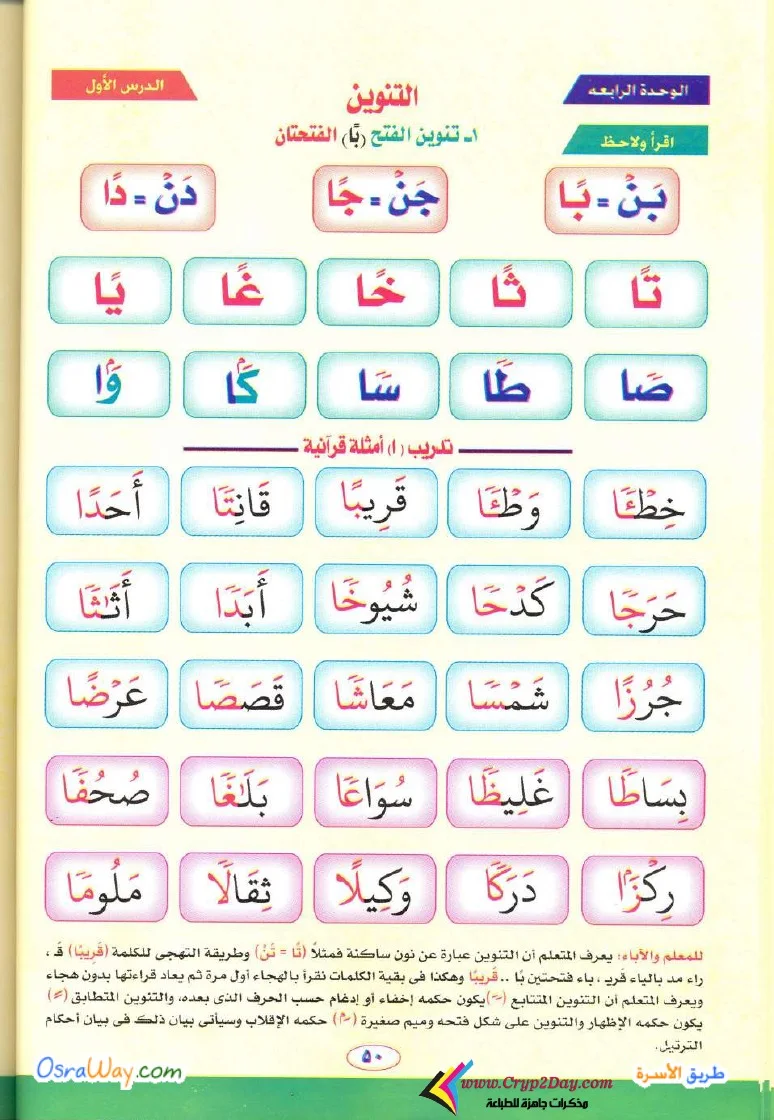 الوحدة الرابعه
التنوين
الدرس الأول
١ـ تنوين الفتح (بًا) الفتحتان
اقرأ ولاحظ
بَنْ = بًا جَنْ = جًا دَنْ = دًا
تًا ثًا خًا غًا يًا
صًا طًا سًا كًا وًا
تدريب (١) أمثلة قرآنية
خِطْـًٔا وَطْـًٔا قَرِيبًا قَانِتًا أَحَدًا
حَرَجًا كَدْحًا شُيُوخًا أَبَدًا أَثَـٰثًا
جُرُزًا شَمْسًا مَعَاشًا قَصَصًا عَرْضًا
بِسَاطًا غَلِيظًا سُوَاعًا بَلَـٰغًا صُحُفًا
رِكْزًا دَرَكًا وَكِيلًا ثِقَالًا مَلُومًا
للمعلم والآباء: يعرف المتعلم أن التنوين عبارة عن نون ساكنة فمثلاً (تًا = تَنْ) وطريقة التهجى للكلمة (قَرِيبًا) قَـ ،
راء مد بالياء قَرِيـ ، باء فتحتين بًا .. قَريبًا وهكذا فى بقية الكلمات نقرأ بالهجاء أول مرة ثم يعاد قراءتها بدون هجاء
ويعرف المتعلم أن التنوين المتتابع يكون حكمه إخفاء أو إدغام حسب الحرف الذى بعده، والتنوين المتطابق
يكون حكمه الإظهار والتنوين على شكل فتحه وميم صغيرة حكمه الإقلاب وسيأتى بيان ذلك فى بيان أحكام
الترتيل.
٥٠
طريق الأسرة
www.Cryp2Day.com
مذكرات جاهزة للطباعة
OsraWay.com